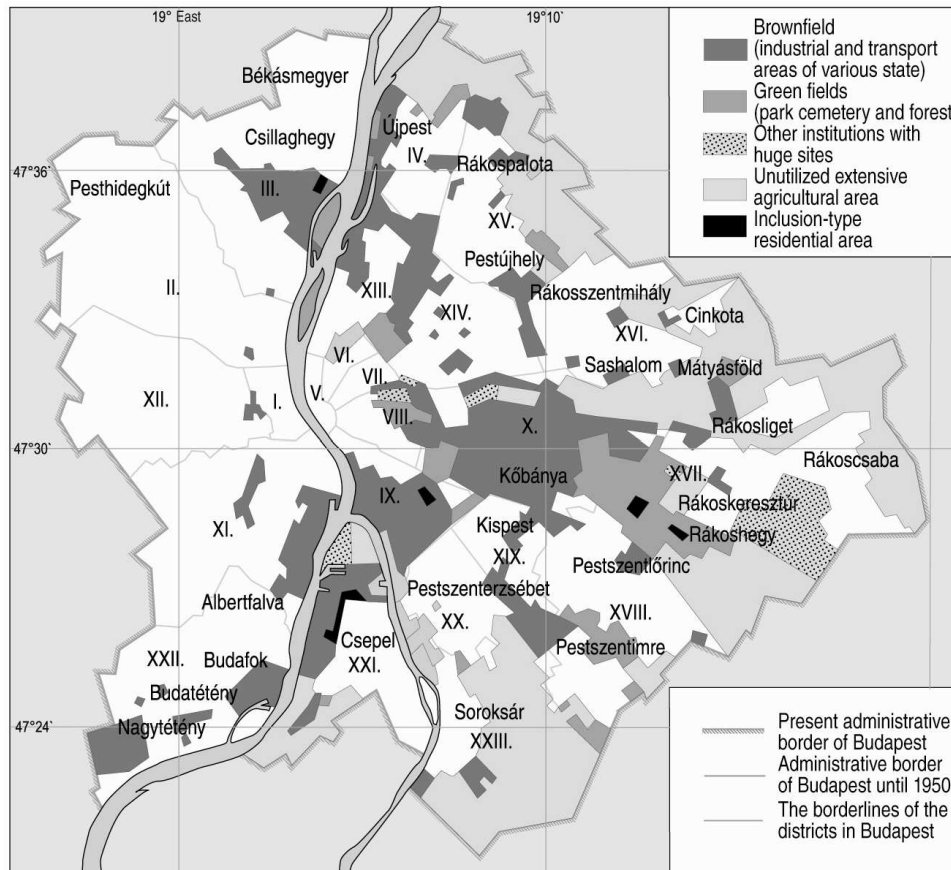 19° East
19°10`
Brownfield
(industrial and transport
areas of various state)
Green fields
(park cemetery and forest
Other institutions with
huge sites
Unutilized extensive
agricultural area
Inclusion-type
residential area
Békásmegyer
Csillaghegy
Újpest
47°36`
IV.
Rákospalota
Pesthidegkút
III.
XV.
Pestújhely
II.
XIII.
Rákosszentmihály
XIV.
Cinkota
XVI.
VI.
Sashalom
Mátyásföld
XII.
I.
V.
VII.
VIII.
X.
Rákosliget
47°30
Rákoscsaba
Kőbánya
XVII.
IX.
Rákoskeresztúr
XI.
Kispest
Rákoshegy
XIX.
Pestszentlőrinc
Albertfalva
Pestszenterzsébet
XX.
XVIII.
Csepel
Pestszentimre
XXII.
Budafok
XXI.
Budatétény
Nagytétény
Soroksár
47°24`
XXIII.
Present administrative
border of Budapest
Administrative border
of Budapest until 1950
The borderlines of the
districts in Budapest